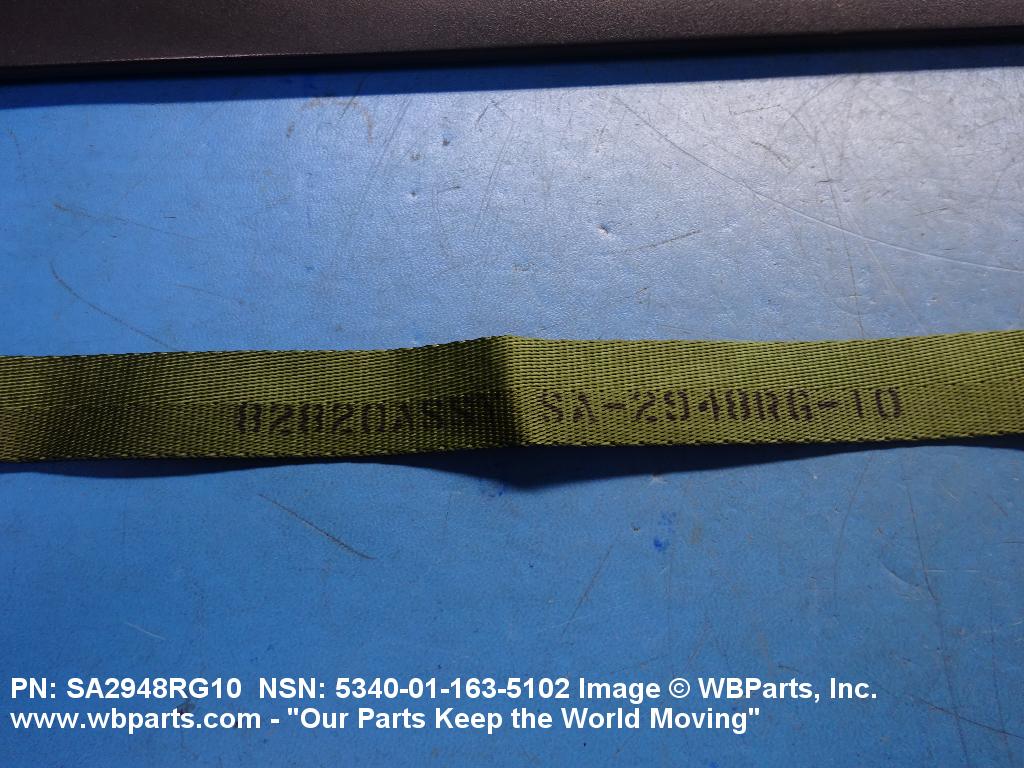 82820ASSY SA-2948RG-10
PN: SA2948RG10 NSN: 5340-01-163-5102 Image © WBParts, Inc.
www.wbparts.com - "Our Parts Keep the World Moving"